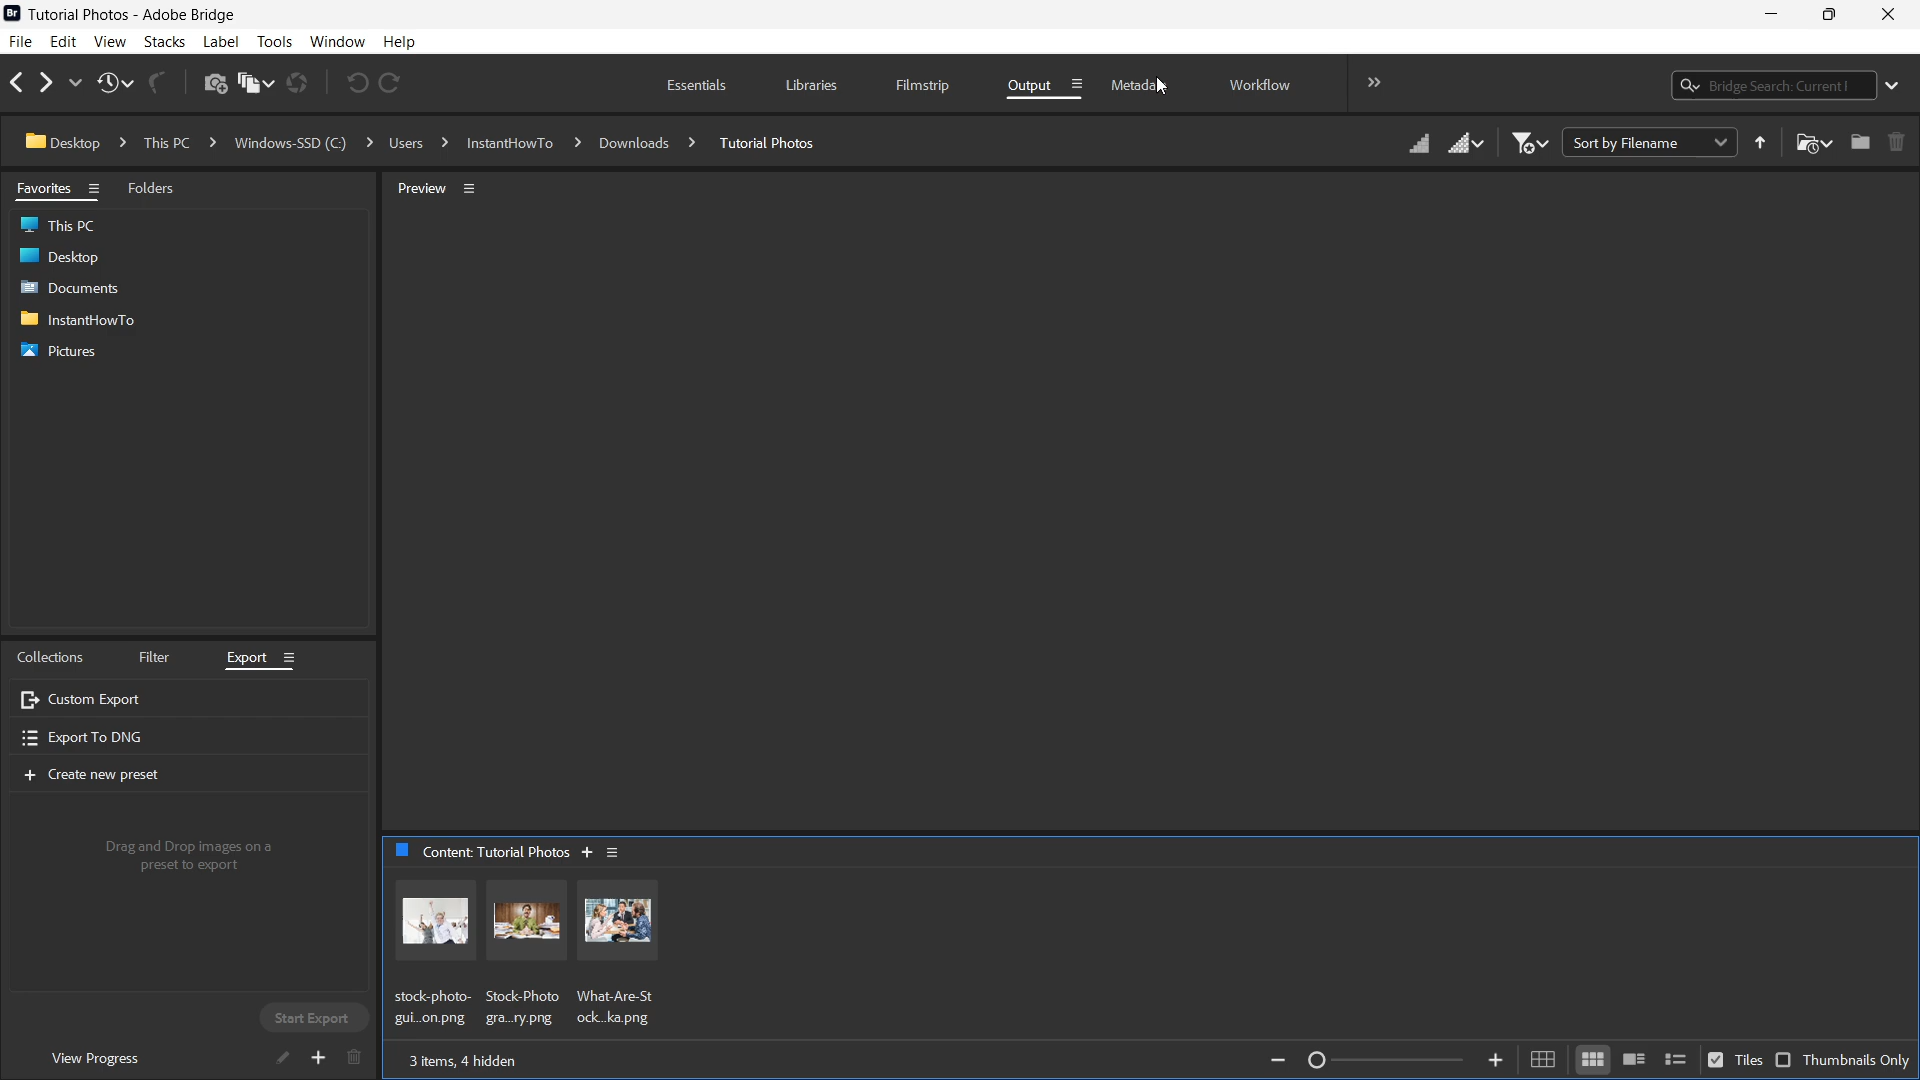 Br Tutorial Photos - Adobe Bridge
File Edit View Stacks Label Tools Window Help
Essentials Libraries Filmstrip Output Metadata Workflow
Bridge Search: Current
Desktop This PC Windows-SSD (C:) Users InstantHowTo Downloads Tutorial Photos
Sort by Filename
Favorites Folders
This PC
Desktop
Documents
InstantHowTo
Pictures
Preview
Collections Filter Export
Custom Export
Export To DNG
Create new preset
Drag and Drop images on a
preset to export
Start Export
View Progress
Content: Tutorial Photos
stock-photo-
gui...on.png
Stock-Photo
gra...ry.png
What-Are-St
ock...ka.png
3 items, 4 hidden
Tiles Thumbnails Only